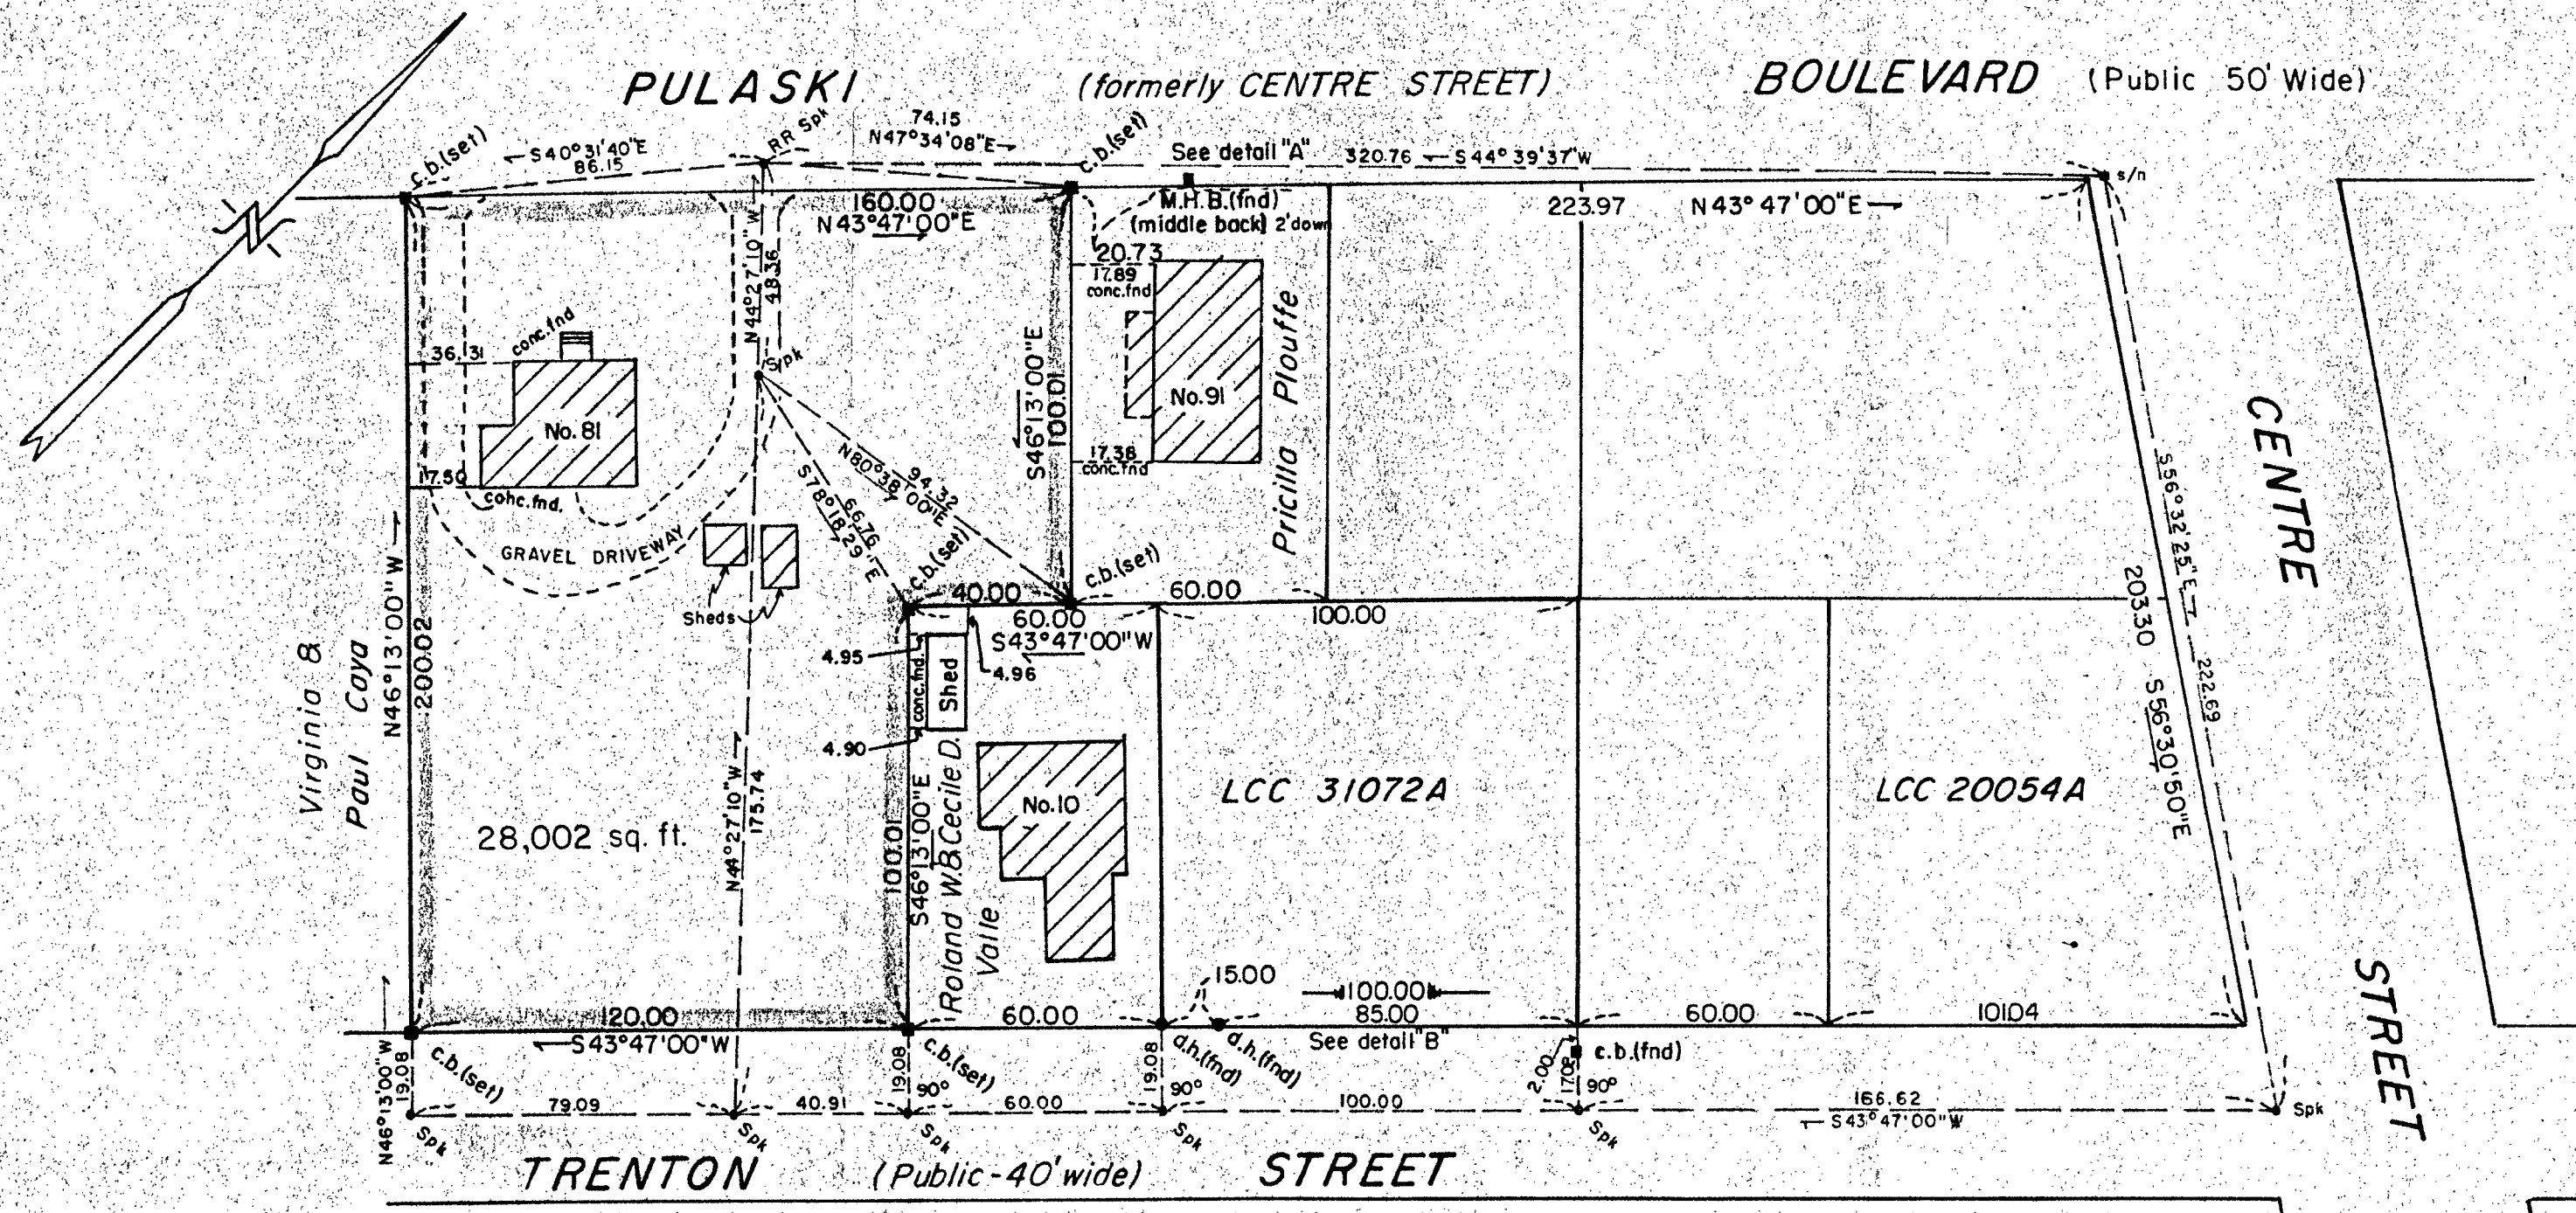 PULASKI (formerly CENTRE STREET) BOULEVARD (Public 50' Wide)
c.b.(set)
S40°31'40"E
86.15
RR Spk
74.15
N47°34'08"E
c.b.(set)
See detail "A"
320.76 S44°39'37"W
s/n
160.00
N43°47'00"E
M.H.B.(fnd)
(middle back) 2'down
223.97 N43°47'00"E
N44°27'10"W
48.36
Spk
20.73
17.89
conc.fnd
36.31
conc.fnd
No. 81
17.50
conc.fnd.
GRAVEL DRIVEWAY
Sheds
S46°13'00"E
100.01
No.91
17.38
conc.fnd
Pricilla Plouffe
N80°38'00"E
94.32
66.76
S78°18'29"E
c.b.(set)
c.b.(set)
40.00
60.00
60.00
100.00
S43°47'00"W
4.95
4.96
4.90
conc.fnd.
Shed
N46°13'00"W
200.02
Virginia &
Paul Caya
28,002 sq. ft.
N44°27'10"W
175.74
100.01
S46°13'00"E
Roland W.&Cecile D.
Valle
No.10
LCC 31072A
LCC 20054A
CENTRE
STREET
S56°32'25"E
222.69
203.30 S56°30'50"E
120.00
S43°47'00"W
60.00
15.00
100.00
85.00
See detail "B"
60.00
101.04
N46°13'00"W
19.08
c.b.(set)
19.08
c.b.(set)
90°
19.08
d.h.(fnd)
d.h.(fnd)
90°
2.00
17.08
c.b.(fnd)
90°
79.09
40.91
60.00
100.00
166.62
S43°47'00"W
Spk
Spk
Spk
Spk
Spk
Spk
TRENTON (Public-40'wide) STREET